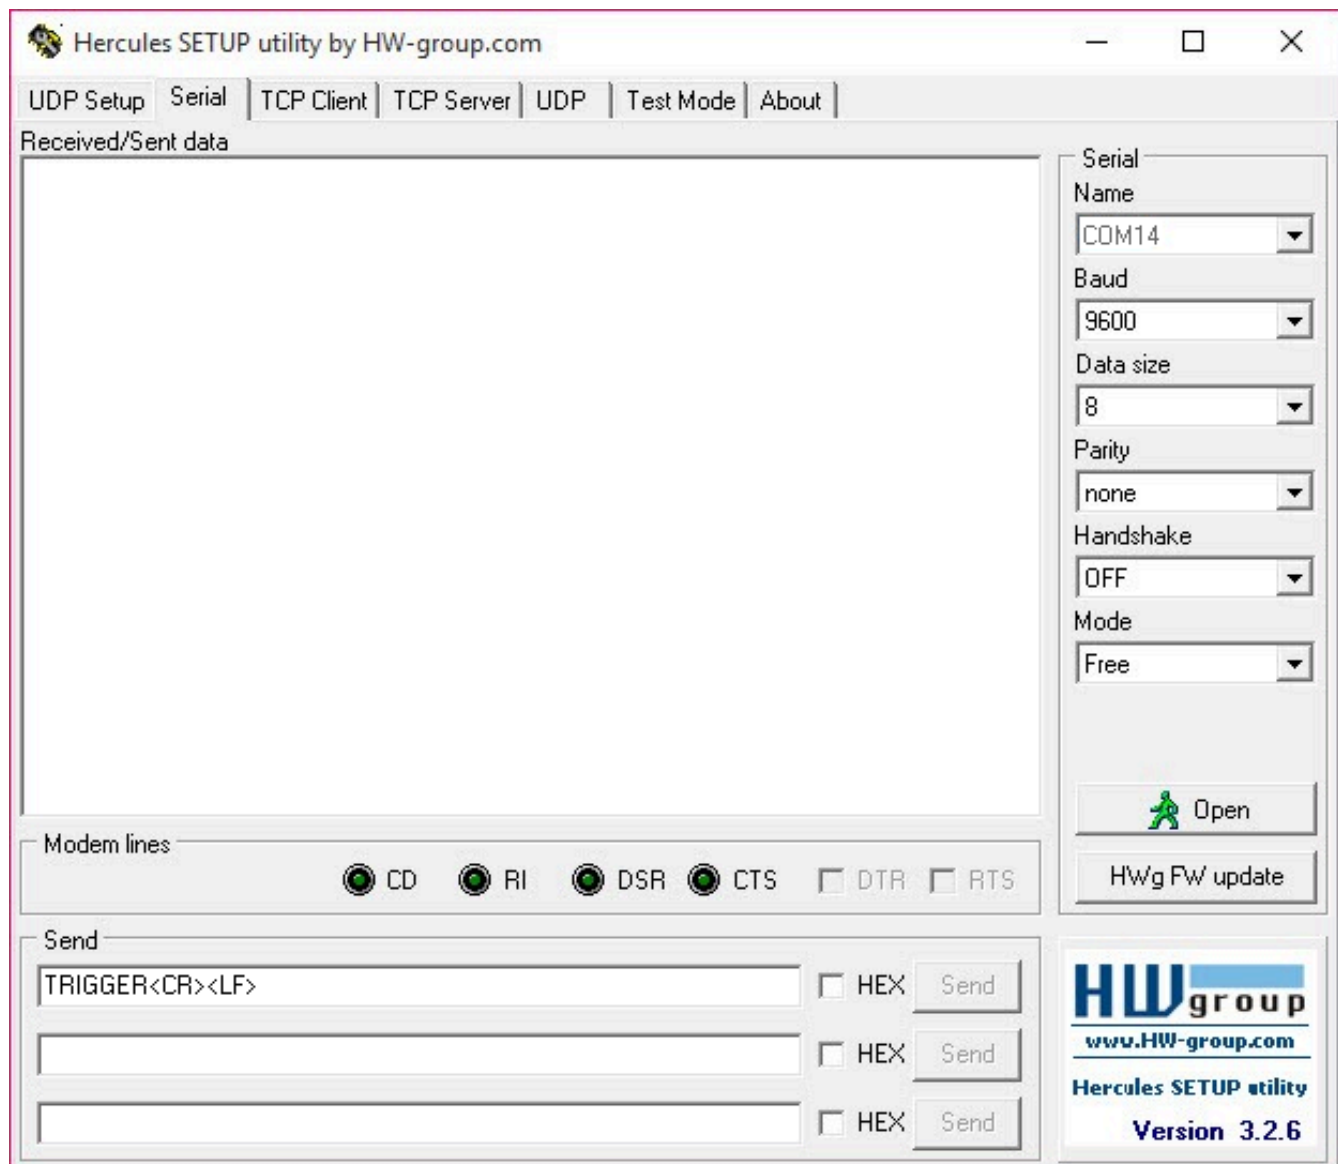 Hercules SETUP utility by HW-group.com
UDP Setup Serial TCP Client TCP Server UDP Test Mode About
Received/Sent data
Serial
Name
COM14
Baud
9600
Data size
8
Parity
none
Handshake
OFF
Mode
Free
Open
HWg FW update
Modem lines
CD RI DSR CTS DTR RTS
Send
TRIGGER<CR><LF> HEX Send
HEX Send
HEX Send
HW group
www.HW-group.com
Hercules SETUP utility
Version 3.2.6